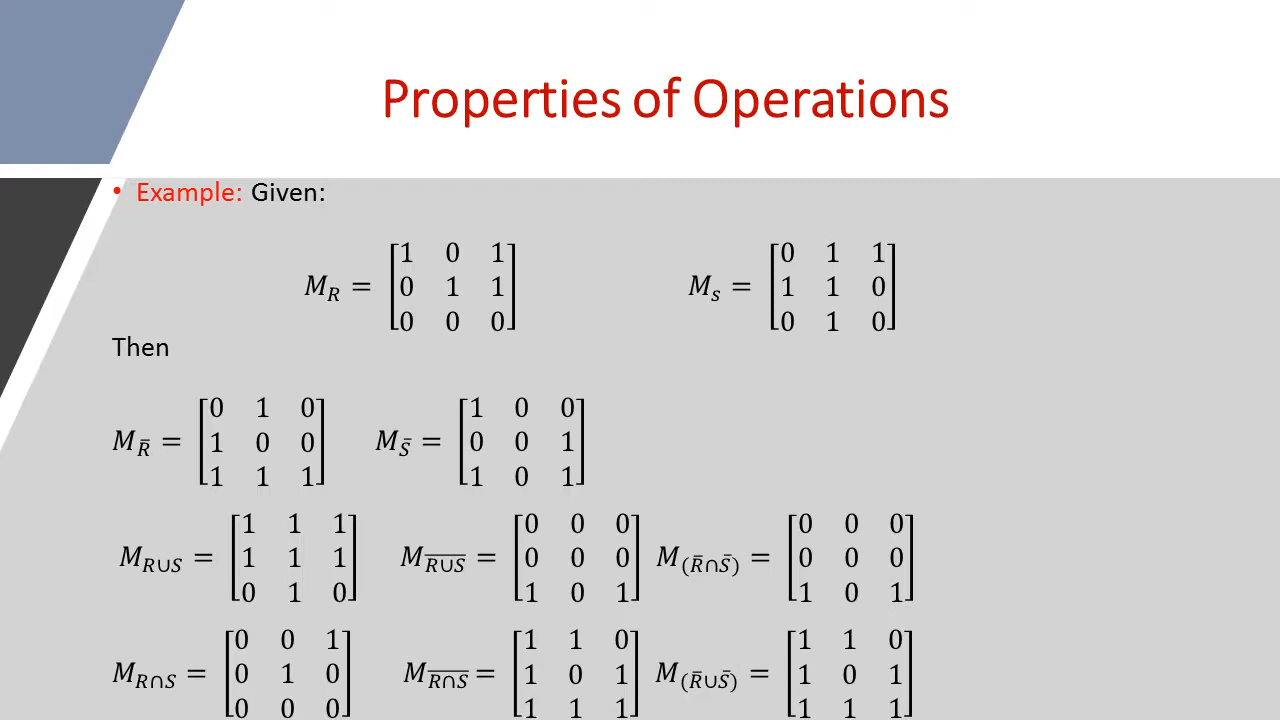 Properties of Operations
• Example: Given:
1 0 1 0 1 1
M_R = 0 1 1 M_s = 1 1 0
0 0 0 0 1 0
Then
0 1 0 1 0 0
M_R̄ = 1 0 0 M_S̄ = 0 0 1
1 1 1 1 0 1
1 1 1 0 0 0 0 0 0
M_R∪S = 1 1 1 M_R∪S̅ = 0 0 0 M_(R̄∩S̄) = 0 0 0
0 1 0 1 0 1 1 0 1
0 0 1 1 1 0 1 1 0
M_R∩S = 0 1 0 M_R∩S̅ = 1 0 1 M_(R̄∪S̄) = 1 0 1
0 0 0 1 1 1 1 1 1